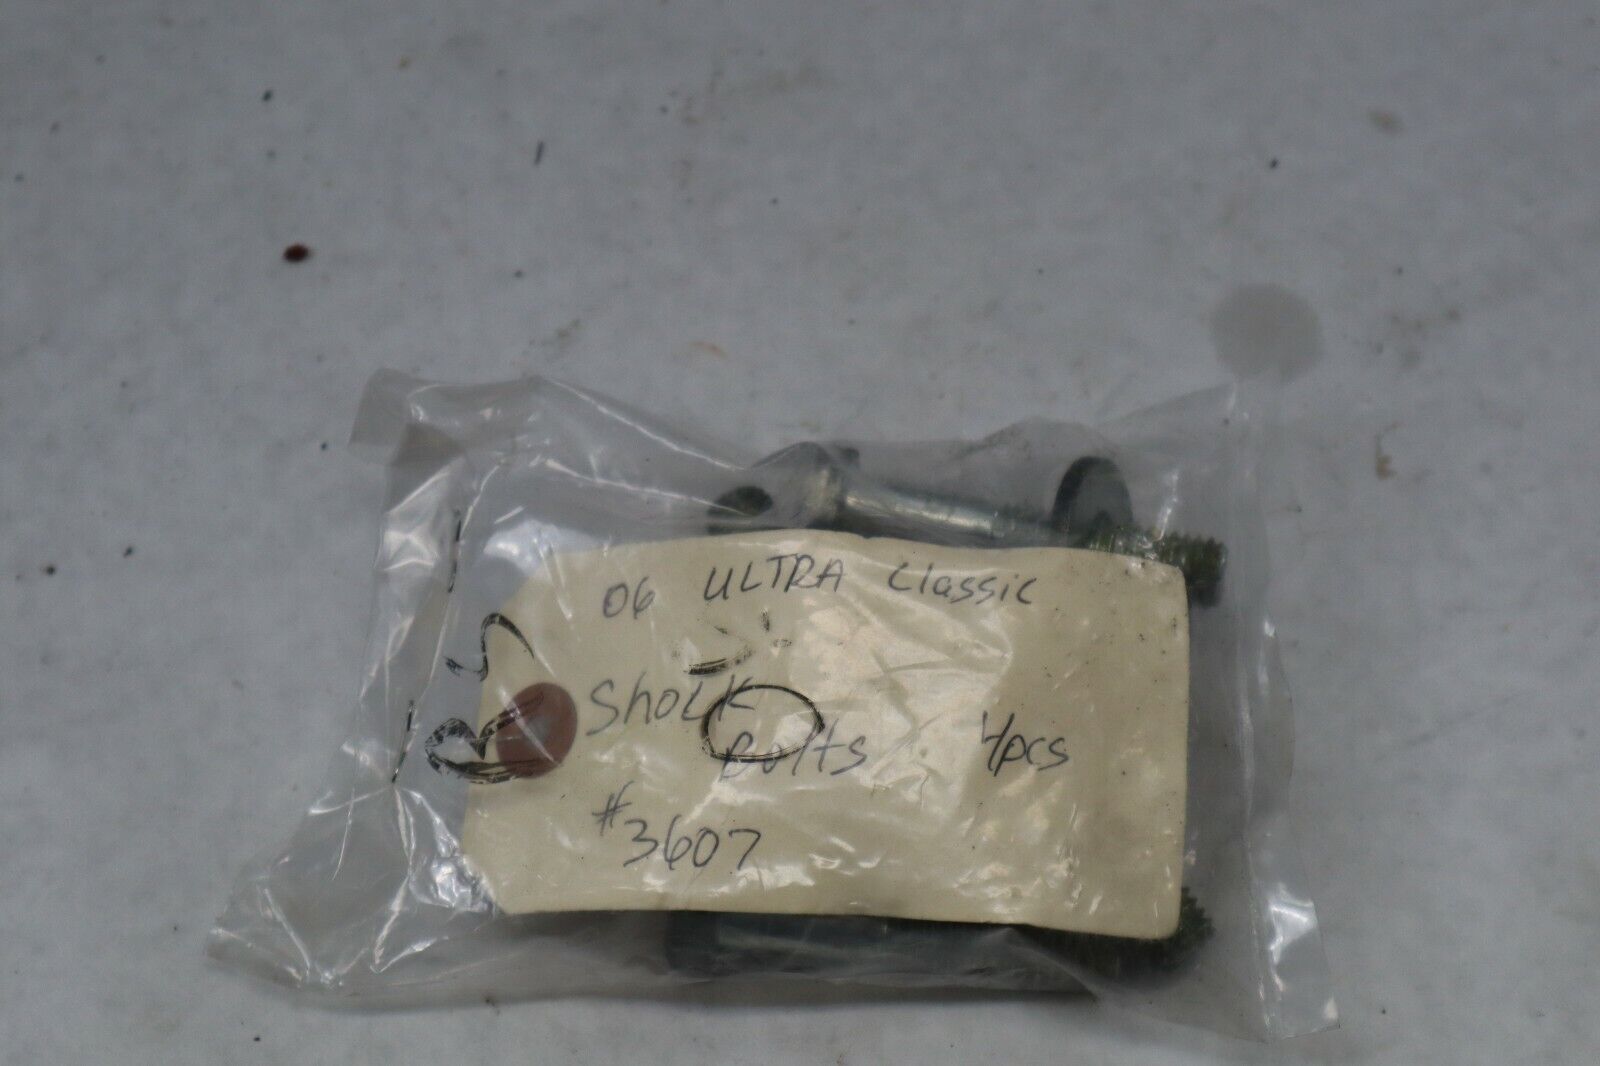 06 ULTRA Classic
Shock
Bolts 4pcs
#3607